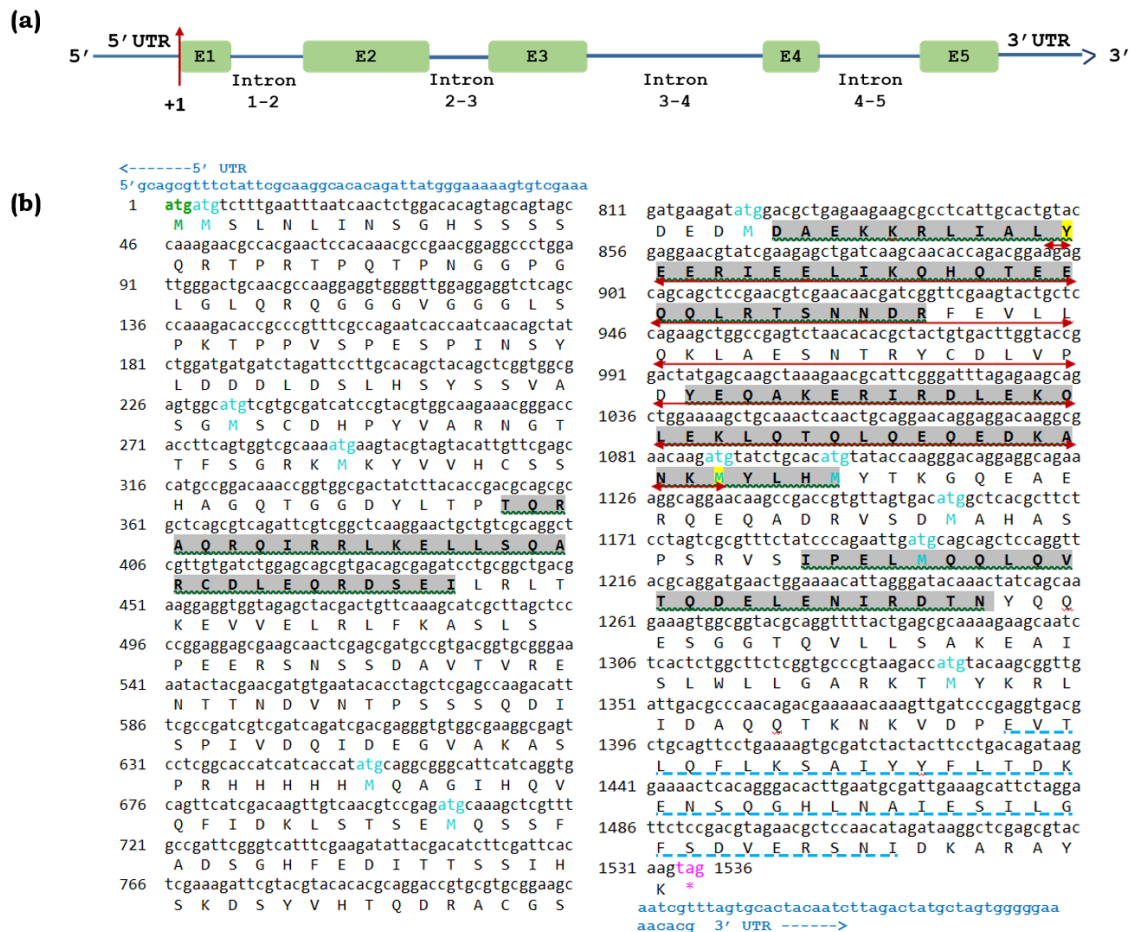 (a)
5' 5'UTR E1 E2 E3 E4 E5 3'UTR 3'
+1 Intron 1-2 Intron 2-3 Intron 3-4 Intron 4-5
(b)
<-------5' UTR
5'gcagcgtttctattcgcaaggcacacagattatgggaaaaagtgtcgaaa
1 atgatgtctttgaatttaatcaactctggacacagtagcagtagc
M M S L N L I N S G H S S S S
46 caaagaacgccacgaactccacaaacgccgaacggaggccctgga
Q R T P R T P Q T P N G G P G
91 ttgggactgcaacgccaaggaggtggggttggaggaggtctcagc
L G L Q R Q G G G V G G G L S
136 ccaaagacaccgcccgtttcgccagaatcaccaatcaacagctat
P K T P P V S P E S P I N S Y
181 ctggatgatgatctagattccttgcacagctacagctcggtggcg
L D D D L D S L H S Y S S V A
226 agtggcatgtcgtgcgatcatccgtacgtggcaagaaacgggacc
S G M S C D H P Y V A R N G T
271 accttcagtggtcgcaaaatgaagtacgtagtacattgttcgagc
T F S G R K M K Y V V H C S S
316 catgccggacaaaccggtggcgactatcttacaccgacgcagcgc
H A G Q T G G D Y L T P T Q R
361 gctcagcgtcagattcgtcggctcaaggaactgctgtcgcaggct
A Q R Q I R R L K E L L S Q A
406 cgttgtgatctggagcagcgtgacagcgagatcctgcggctgacg
R C D L E Q R D S E I L R L T
451 aaggaggtggtagagctacgactgttcaaagcatcgcttagctcc
K E V V E L R L F K A S L S
496 ccggaggagcgaagcaactcgagcgatgccgtgacggtgcgggaa
P E E R S N S S D A V T V R E
541 aatactacgaacgatgtgaatacacctagctcgagccaagacatt
N T T N D V N T P S S S Q D I
586 tcgccgatcgtcgatcagatcgacgagggtgtggcgaaggcgagt
S P I V D Q I D E G V A K A S
631 cctcggcaccatcatcaccatatgcaggcgggcattcatcaggtg
P R H H H H H M Q A G I H Q V
676 cagttcatcgacaagttgtcaacgtccgagatgcaaagctcgttt
Q F I D K L S T S E M Q S S F
721 gccgattcgggtcatttcgaagatattacgacatcttcgattcac
A D S G H F E D I T T S S I H
766 tcgaaagattcgtacgtacacacgcaggaccgtgcgtgcggaagc
S K D S Y V H T Q D R A C G S
811 gatgaagatatggacgctgagaagaagcgcctcattgcactgtac
D E D M D A E K K R L I A L Y
856 gaggaacgtatcgaagagctgatcaagcaacaccagacggaagag
E E R I E E L I K Q H Q T E E
901 cagcagctccgaacgtcgaacaacgatcggttcgaagtactgctc
Q Q L R T S N N D R F E V L L
946 cagaagctggccgagtctaacacacgctactgtgacttggtaccg
Q K L A E S N T R Y C D L V P
991 gactatgagcaagctaaagaacgcattcgggatttagagaagcag
D Y E Q A K E R I R D L E K Q
1036 ctggaaaagctgcaaactcaactgcaggaacaggaggacaaggcg
L E K L Q T Q L Q E Q E D K A
1081 aacaagatgtatctgcacatgtataccaagggacaggaggcagaa
N K M Y L H M Y T K G Q E A E
1126 aggcaggaacaagccgaccgtgttagtgacatggctcacgcttct
R Q E Q A D R V S D M A H A S
1171 cctagtcgcgtttctatcccagaattgatgcagcagctccaggtt
P S R V S I P E L M Q Q L Q V
1216 acgcaggatgaactggaaaacattagggatacaaactatcagcaa
T Q D E L E N I R D T N Y Q Q
1261 gaaagtggcggtacgcaggttttactgagcgcaaaagaagcaatc
E S G G T Q V L L S A K E A I
1306 tcactctggcttctcggtgcccgtaagaccatgtacaagcggttg
S L W L L G A R K T M Y K R L
1351 attgacgcccaacagacgaaaaacaaagttgatcccgaggtgacg
I D A Q Q T K N K V D P E V T
1396 ctgcagttcctgaaaagtgcgatctactacttcctgacagataag
L Q F L K S A I Y Y F L T D K
1441 gaaaactcacagggacacttgaatgcgattgaaagcattctagga
E N S Q G H L N A I E S I L G
1486 ttctccgacgtagaacgctccaacatagataaggctcgagcgtac
F S D V E R S N I D K A R A Y
1531 aagtag 1536
K *
aatcgtttagtgcactacaatcttagactatgctagtgggggaa
aacacg 3' UTR ------>